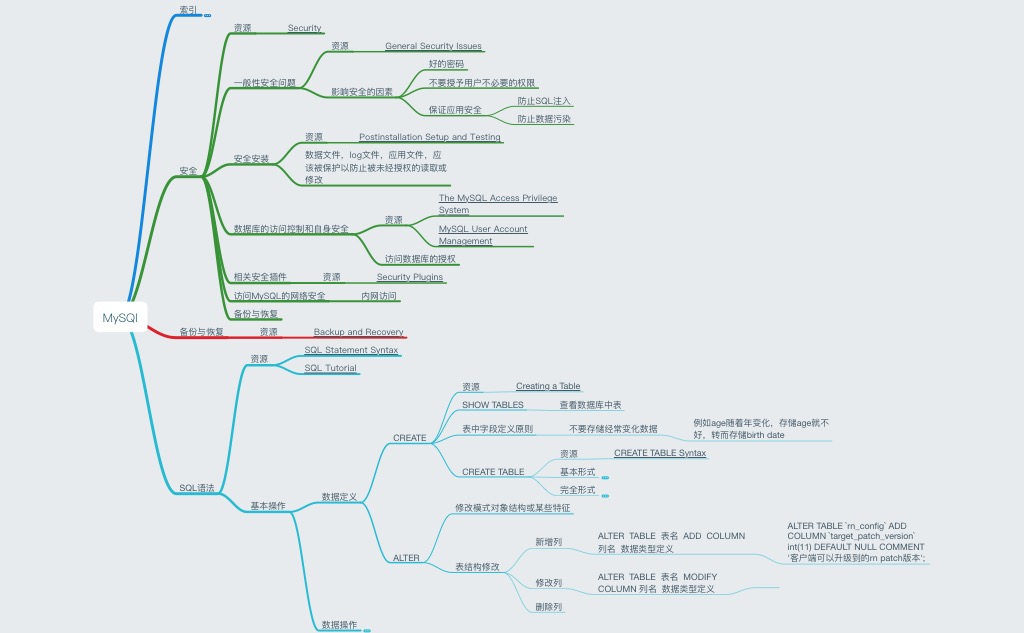 索引
资源
Security
资源
General Security Issues
好的密码
一般性安全问题
影响安全的因素
不要授予用户不必要的权限
保证应用安全
防止SQL注入
防止数据污染
资源
Postinstallation Setup and Testing
安全安装
数据文件，log文件，应用文件，应
该被保护以防止被未经授权的读取或
修改
安全
The MySQL Access Privilege
System
资源
MySQL User Account
Management
数据库的访问控制和自身安全
访问数据库的授权
相关安全插件
资源
Security Plugins
访问MySQL的网络安全
内网访问
备份与恢复
MySQl
备份与恢复
资源
Backup and Recovery
资源
SQL Statement Syntax
SQL Tutorial
资源
Creating a Table
SHOW TABLES
查看数据库中表
表中字段定义原则
不要存储经常变化数据
例如age随着年变化，存储age就不
好，转而存储birth date
CREATE
资源
CREATE TABLE Syntax
CREATE TABLE
基本形式
完全形式
SQL语法
基本操作
数据定义
修改模式对象结构或某些特征
ALTER
表结构修改
新增列
ALTER TABLE 表名 ADD COLUMN
列名 数据类型定义
ALTER TABLE `rn_config` ADD
COLUMN `target_patch_version`
int(11) DEFAULT NULL COMMENT
'客户端可以升级到的rn patch版本';
修改列
ALTER TABLE 表名 MODIFY
COLUMN 列名 数据类型定义
删除列
数据操作